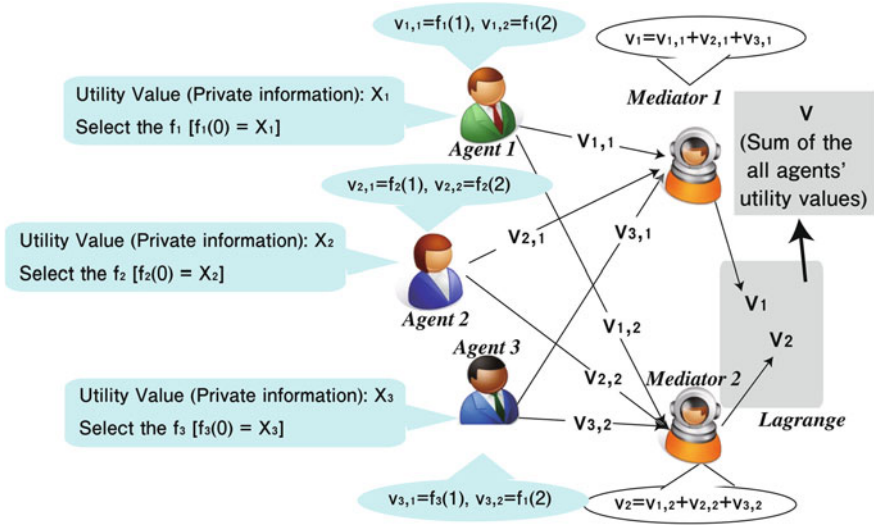 v₁,₁=f₁(1), v₁,₂=f₁(2)
v₁=v₁,₁+v₂,₁+v₃,₁
Utility Value (Private information): X₁
Select the f₁ [f₁(0) = X₁]
Agent 1
Mediator 1
V₁,₁
V
(Sum of the
all agents'
utility values)
v₂,₁=f₂(1), v₂,₂=f₂(2)
V₂,₁
V₃,₁
Utility Value (Private information): X₂
Select the f₂ [f₂(0) = X₂]
Agent 2
V₁
V₁,₂
V₂
Agent 3
V₂,₂
Mediator 2
Utility Value (Private information): X₃
Select the f₃ [f₃(0) = X₃]
V₃,₂
Lagrange
v₃,₁=f₃(1), v₃,₂=f₁(2)
v₂=v₁,₂+v₂,₂+v₃,₂